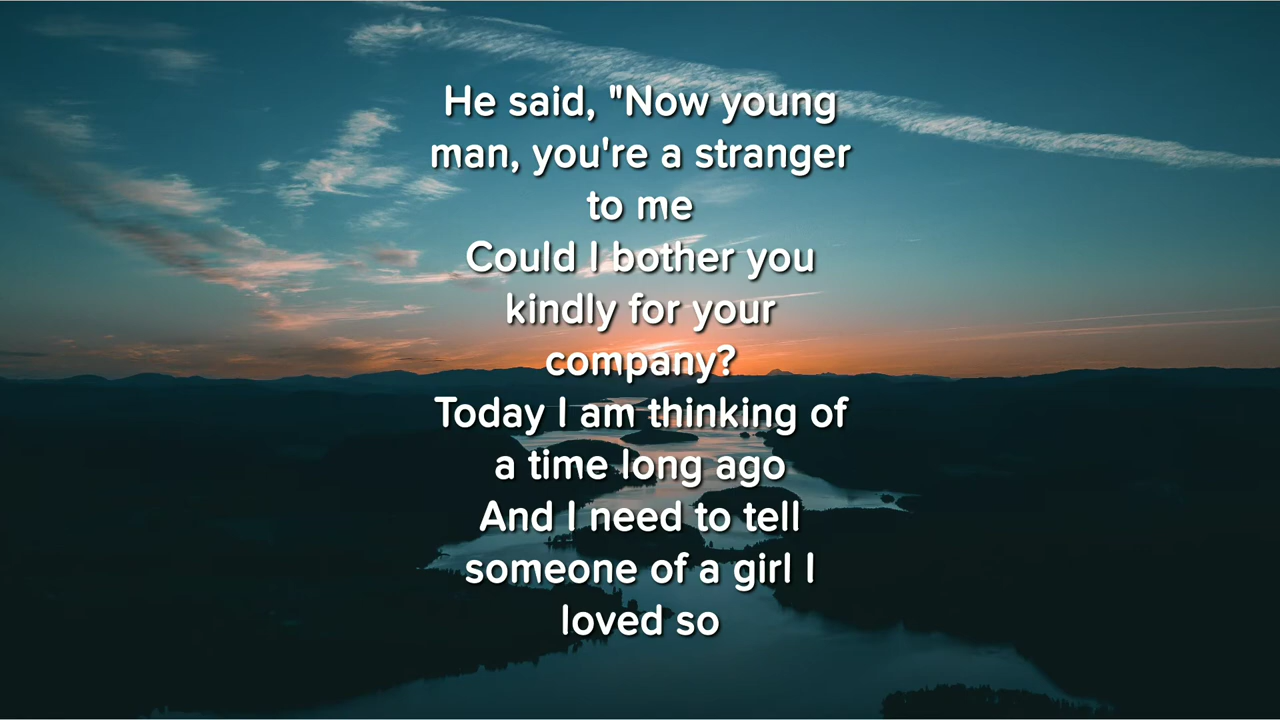 He said, "Now young
man, you're a stranger
to me
Could I bother you
kindly for your
company?
Today I am thinking of
a time long ago
And I need to tell
someone of a girl I
loved so